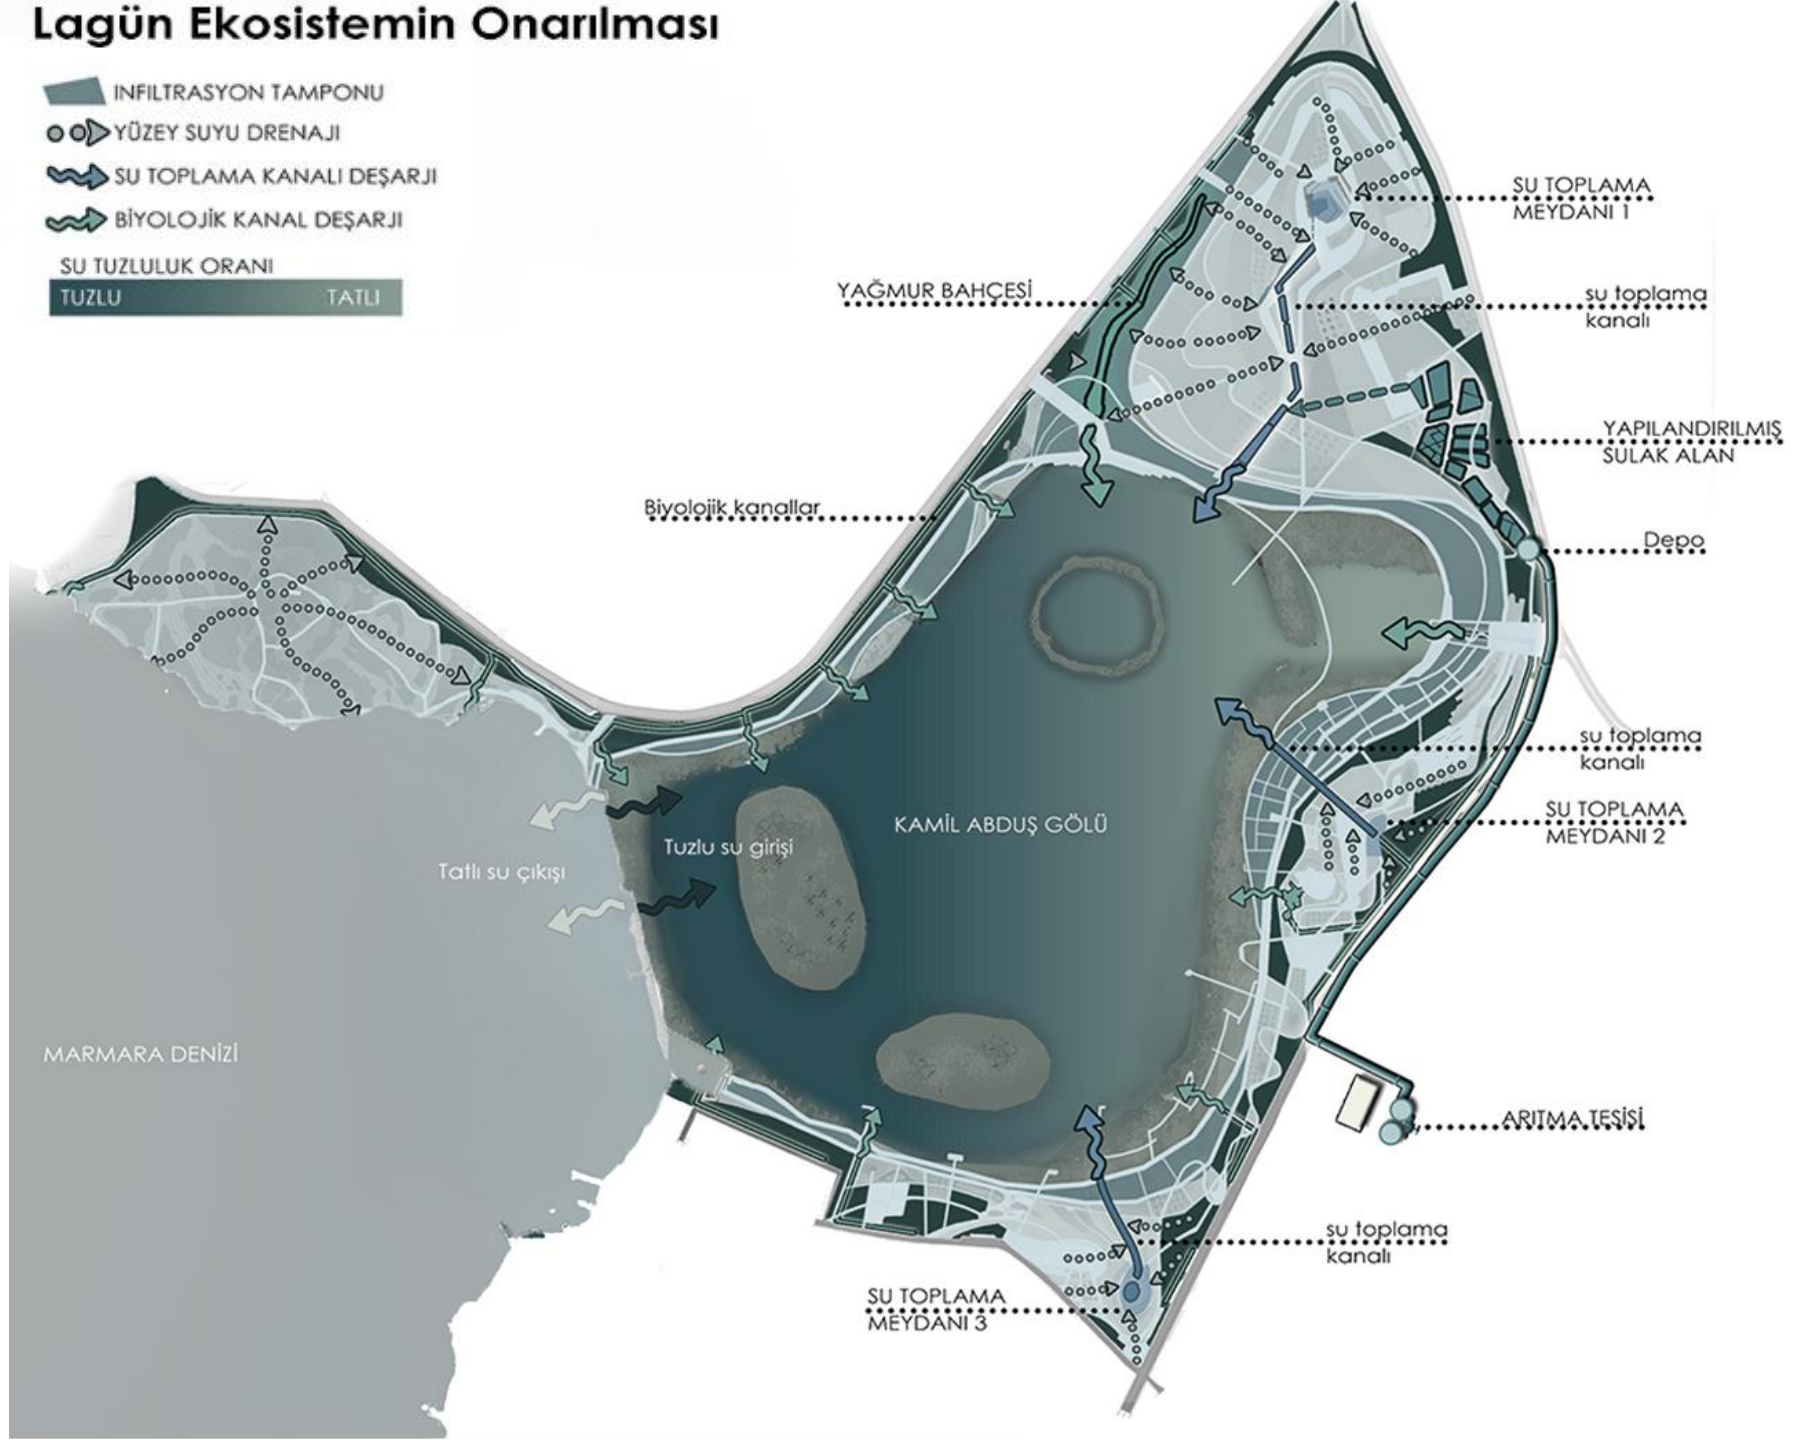 Lagün Ekosistemin Onarılması
INFILTRASYON TAMPONU
YÜZEY SUYU DRENAJI
SU TOPLAMA KANALI DEŞARJI
BİYOLOJİK KANAL DEŞARJI
SU TUZLULUK ORANI
TUZLU TATLI
SU TOPLAMA
MEYDANI 1
YAĞMUR BAHÇESİ
su toplama
kanalı
YAPILANDIRILMIŞ
SULAK ALAN
Biyolojik kanallar
Depo
su toplama
kanalı
SU TOPLAMA
MEYDANI 2
KAMİL ABDUŞ GÖLÜ
Tuzlu su girişi
Tatlı su çıkışı
MARMARA DENİZİ
ARITMA TESİSİ
su toplama
kanalı
SU TOPLAMA
MEYDANI 3